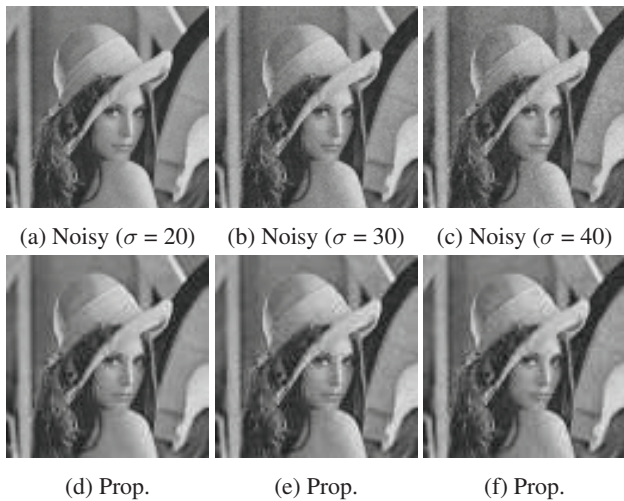 (a) Noisy (σ = 20) (b) Noisy (σ = 30) (c) Noisy (σ = 40)
(d) Prop. (e) Prop. (f) Prop.